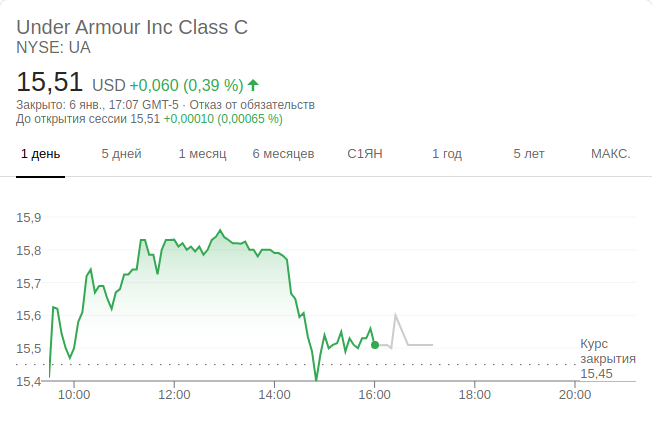 Under Armour Inc Class C
NYSE: UA
15,51 USD +0,060 (0,39 %)
Закрыто: 6 янв., 17:07 GMT-5 · Отказ от обязательств
До открытия сессии 15,51 +0,00010 (0,00065 %)
1 день 5 дней 1 месяц 6 месяцев С1ЯН 1 год 5 лет МАКС.
15,9
15,8
15,7
15,6
15,5
15,4
Курс
закрытия
15,45
10:00 12:00 14:00 16:00 18:00 20:00